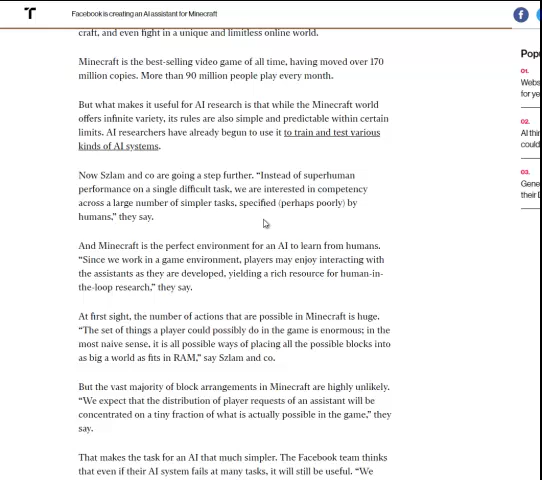 Facebook is creating an AI assistant for Minecraft
craft, and even fight in a unique and limitless online world.
Minecraft is the best-selling video game of all time, having moved over 170
million copies. More than 90 million people play every month.
But what makes it useful for AI research is that while the Minecraft world
offers infinite variety, its rules are also simple and predictable within certain
limits. AI researchers have already begun to use it to train and test various
kinds of AI systems.
Now Szlam and co are going a step further. “Instead of superhuman
performance on a single difficult task, we are interested in competency
across a large number of simpler tasks, specified (perhaps poorly) by
humans,” they say.
And Minecraft is the perfect environment for an AI to learn from humans.
“Since we work in a game environment, players may enjoy interacting with
the assistants as they are developed, yielding a rich resource for human-in-
the-loop research,” they say.
At first sight, the number of actions that are possible in Minecraft is huge.
“The set of things a player could possibly do in the game is enormous; in the
most naive sense, it is all possible ways of placing all the possible blocks into
as big a world as fits in RAM,” say Szlam and co.
But the vast majority of block arrangements in Minecraft are highly unlikely.
“We expect that the distribution of player requests of an assistant will be
concentrated on a tiny fraction of what is actually possible in the game,” they
say.
That makes the task for an AI that much simpler. The Facebook team thinks
that even if their AI system fails at many tasks, it will still be useful. “We
Popu
01.
Webs
for ye
02.
AI thin
could
03.
Gene
their D